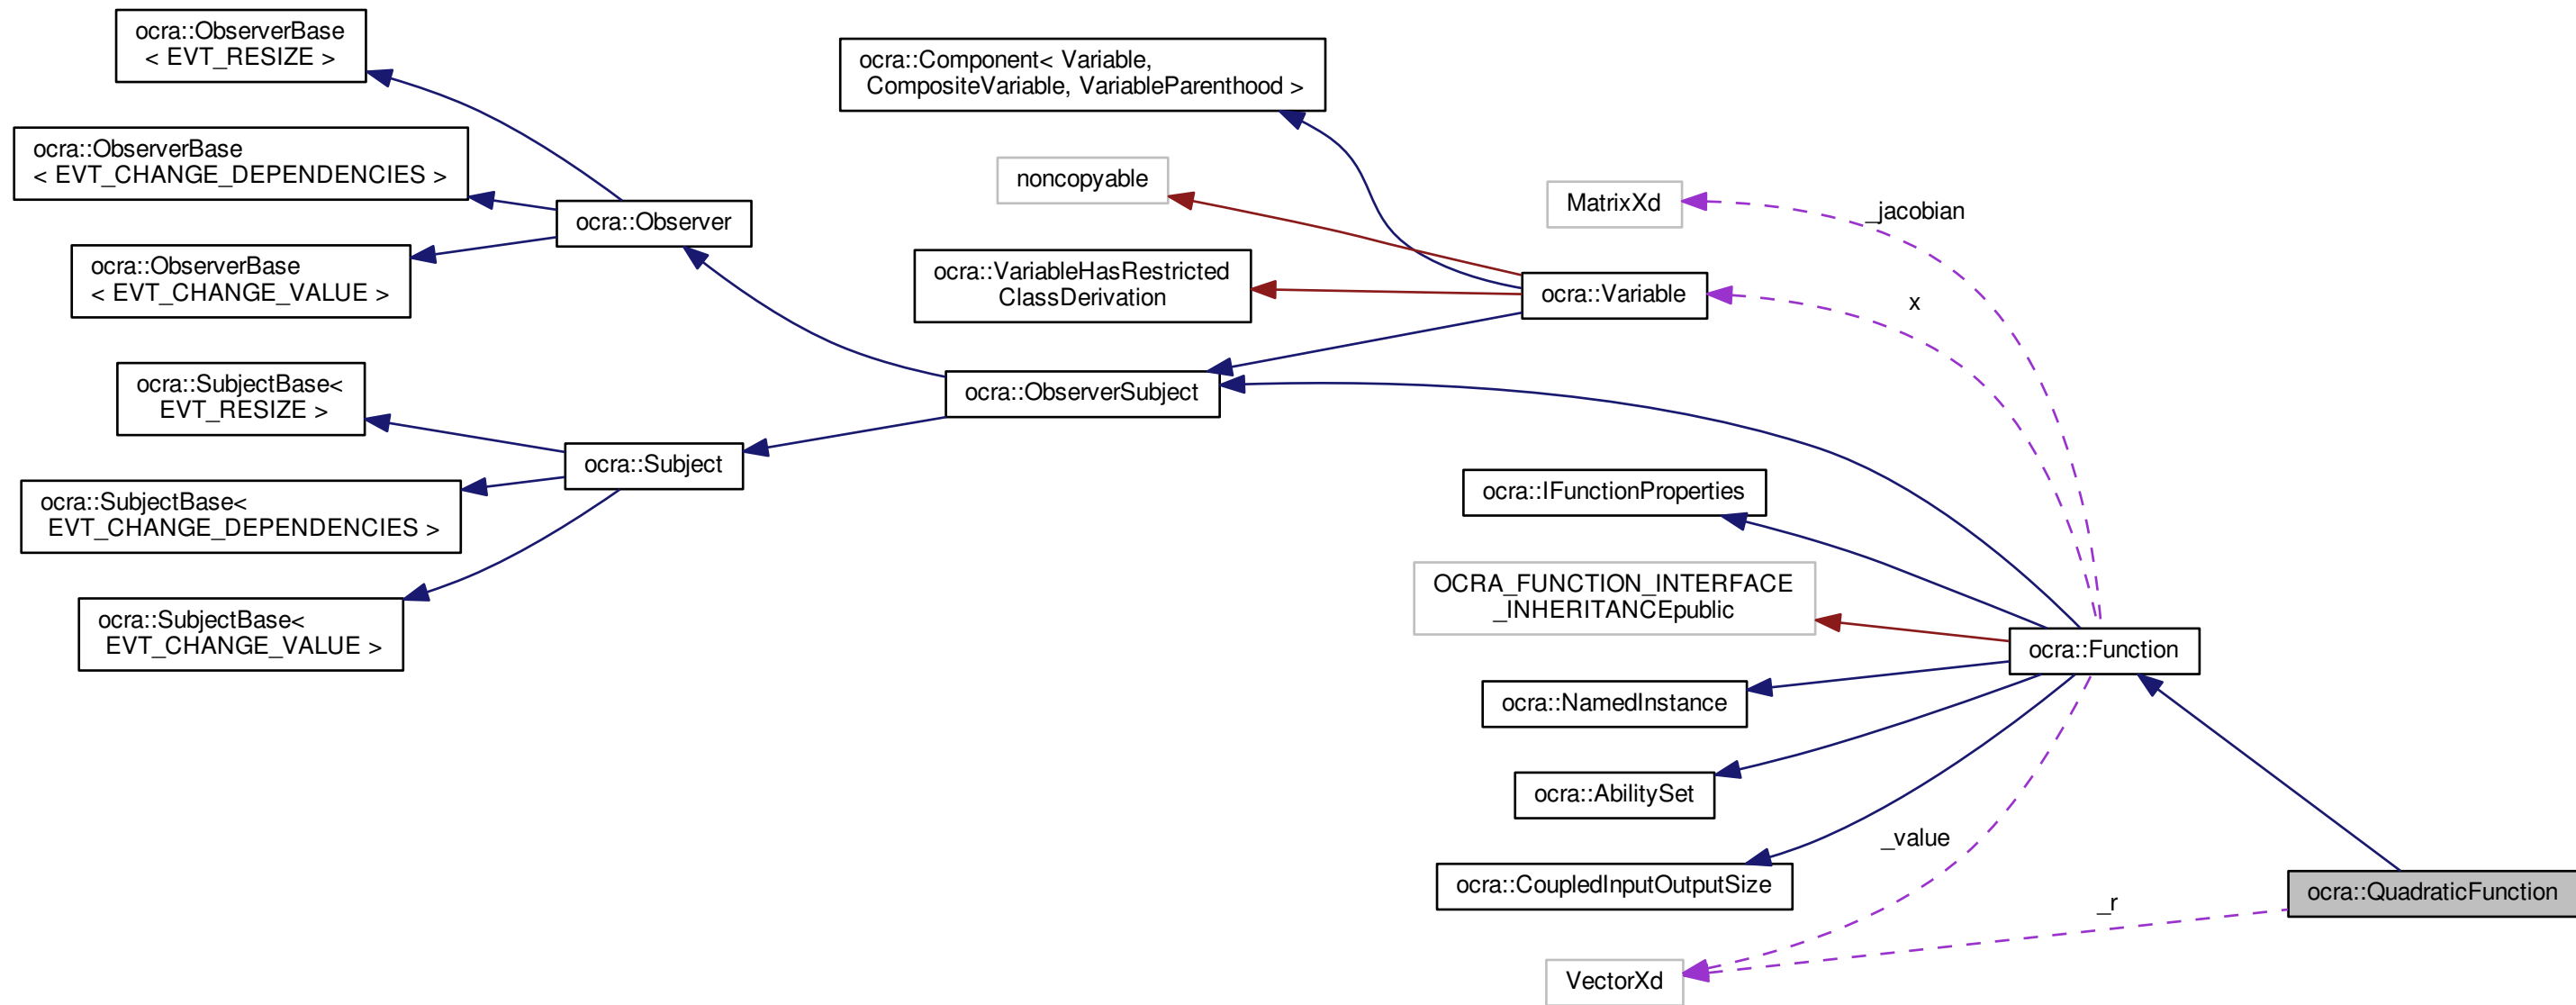 ocra::ObserverBase
< EVT_RESIZE >
ocra::ObserverBase
< EVT_CHANGE_DEPENDENCIES >
ocra::ObserverBase
< EVT_CHANGE_VALUE >
ocra::SubjectBase<
EVT_RESIZE >
ocra::SubjectBase<
EVT_CHANGE_DEPENDENCIES >
ocra::SubjectBase<
EVT_CHANGE_VALUE >
ocra::Observer
ocra::Subject
ocra::Component< Variable,
CompositeVariable, VariableParenthood >
noncopyable
ocra::VariableHasRestricted
ClassDerivation
ocra::ObserverSubject
MatrixXd
ocra::Variable
ocra::IFunctionProperties
OCRA_FUNCTION_INTERFACE
_INHERITANCEpublic
ocra::NamedInstance
ocra::AbilitySet
ocra::CoupledInputOutputSize
VectorXd
_jacobian
x
_value
ocra::Function
_r
ocra::QuadraticFunction